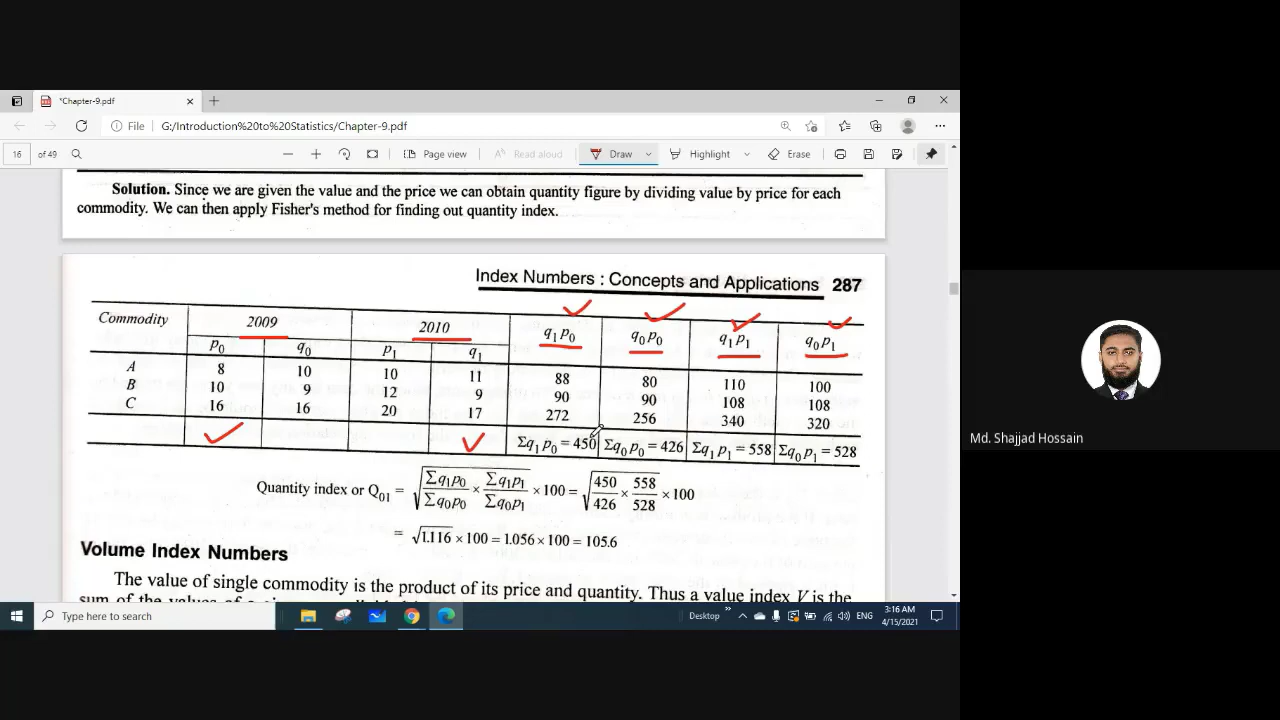 *Chapter-9.pdf
File G:/Introduction%20to%20Statistics/Chapter-9.pdf
16 of 49 Page view Read aloud Draw Highlight Erase
Solution. Since we are given the value and the price we can obtain quantity figure by dividing value by price for each
commodity. We can then apply Fisher's method for finding out quantity index.
Index Numbers : Concepts and Applications 287
Commodity 2009 2010 q₁p₀ q₀p₀ q₁p₁ q₀p₁
p₀ q₀ p₁ q₁
A 8 10 10 11 88 80 110 100
B 10 9 12 9 90 90 108 108
C 16 16 20 17 272 256 340 320
Σq₁p₀ = 450 Σq₀p₀ = 426 Σq₁p₁ = 558 Σq₀p₁ = 528
Quantity index or Q₀₁ = √(Σq₁p₀/Σq₀p₀ × Σq₁p₁/Σq₀p₁) × 100 = √(450/426 × 558/528) × 100
= √1.116 × 100 = 1.056 × 100 = 105.6
Volume Index Numbers
The value of single commodity is the product of its price and quantity. Thus a value index V is the
Md. Shajjad Hossain
Type here to search
Desktop ENG 3:16 AM
4/15/2021